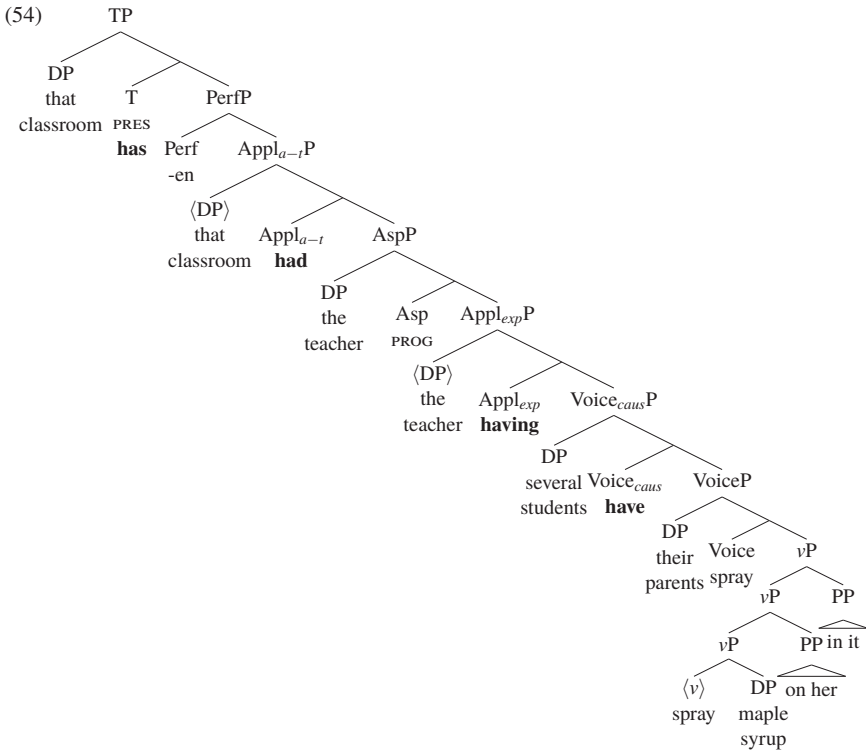 (54) TP
DP
that T PerfP
classroom PRES
has Perf Appl_{a−t}P
-en
⟨DP⟩
that Appl_{a−t} AspP
classroom had
DP
the Asp Appl_{exp}P
teacher PROG
⟨DP⟩
the Appl_{exp} Voice_{caus}P
teacher having
DP
several Voice_{caus} VoiceP
students have
DP
their Voice vP
parents spray
vP PP
vP PP in it
⟨v⟩ DP on her
spray maple
syrup